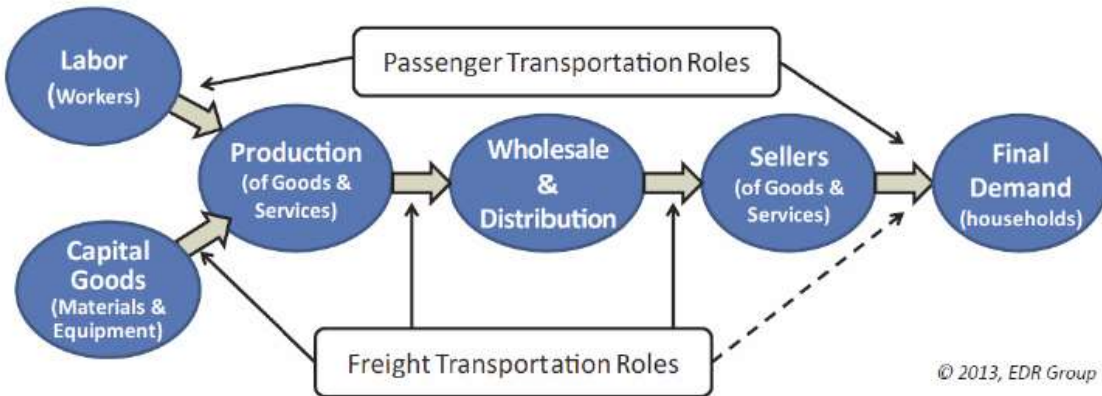 Labor
(Workers)
Passenger Transportation Roles
Production
(of Goods &
Services)
Wholesale
&
Distribution
Sellers
(of Goods &
Services)
Final
Demand
(households)
Capital
Goods
(Materials &
Equipment)
Freight Transportation Roles
© 2013, EDR Group